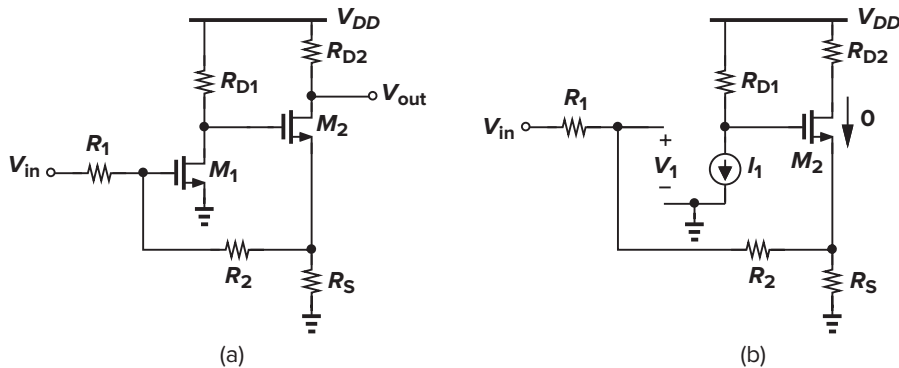 V_DD
R_D2
R_D1
V_out
M_2
R_1
V_in
M_1
R_2
R_S
(a)
V_DD
R_D2
R_D1
R_1
0
V_in
+
V_1
−
I_1
M_2
R_2
R_S
(b)